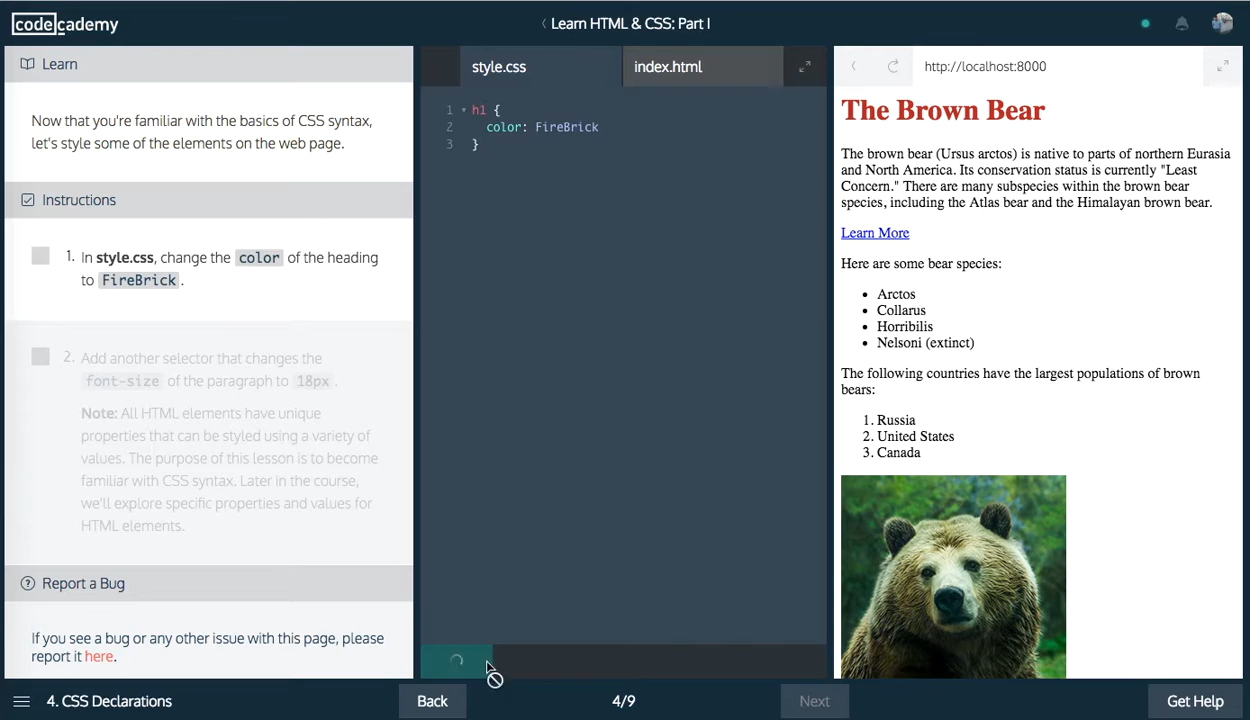 codecademy
Learn HTML & CSS: Part I
Learn
Now that you're familiar with the basics of CSS syntax,
let's style some of the elements on the web page.
Instructions
1. In style.css, change the color of the heading
to FireBrick.
2. Add another selector that changes the
font-size of the paragraph to 18px.
Note: All HTML elements have unique
properties that can be styled using a variety of
values. The purpose of this lesson is to become
familiar with CSS syntax. Later in the course,
we'll explore specific properties and values for
HTML elements.
Report a Bug
If you see a bug or any other issue with this page, please
report it here.
style.css index.html
1 h1 {
2 color: FireBrick
3 }
http://localhost:8000
The Brown Bear
The brown bear (Ursus arctos) is native to parts of northern Eurasia
and North America. Its conservation status is currently "Least
Concern." There are many subspecies within the brown bear
species, including the Atlas bear and the Himalayan brown bear.
Learn More
Here are some bear species:
• Arctos
• Collarus
• Horribilis
• Nelsoni (extinct)
The following countries have the largest populations of brown
bears:
1. Russia
2. United States
3. Canada
4. CSS Declarations
Back
4/9
Next
Get Help